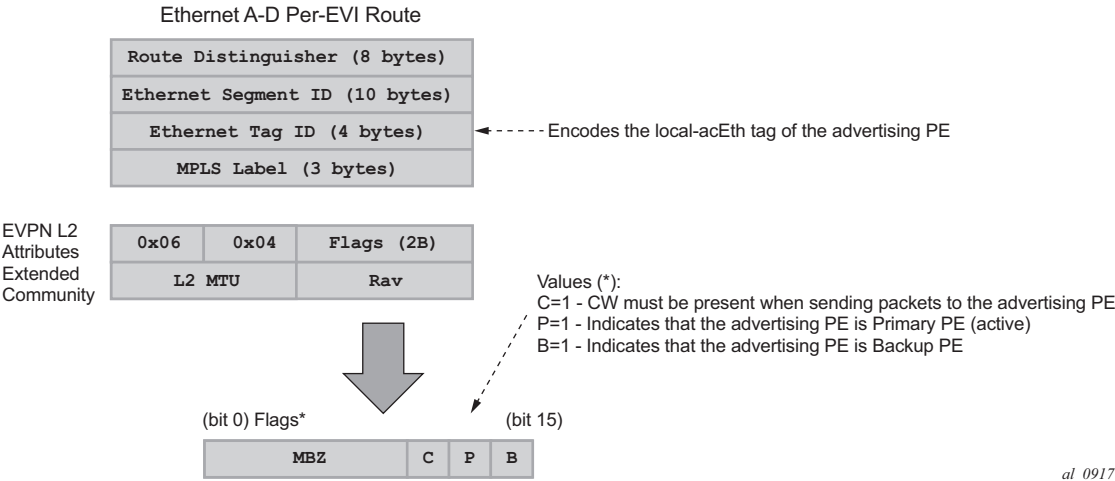 Ethernet A-D Per-EVI Route
Route Distinguisher (8 bytes)
Ethernet Segment ID (10 bytes)
Ethernet Tag ID (4 bytes)
Encodes the local-acEth tag of the advertising PE
MPLS Label (3 bytes)
EVPN L2
Attributes
Extended
Community
0x06 0x04 Flags (2B)
L2 MTU Rav
Values (*):
C=1 - CW must be present when sending packets to the advertising PE
P=1 - Indicates that the advertising PE is Primary PE (active)
B=1 - Indicates that the advertising PE is Backup PE
(bit 0) Flags* (bit 15)
MBZ C P B
al_0917